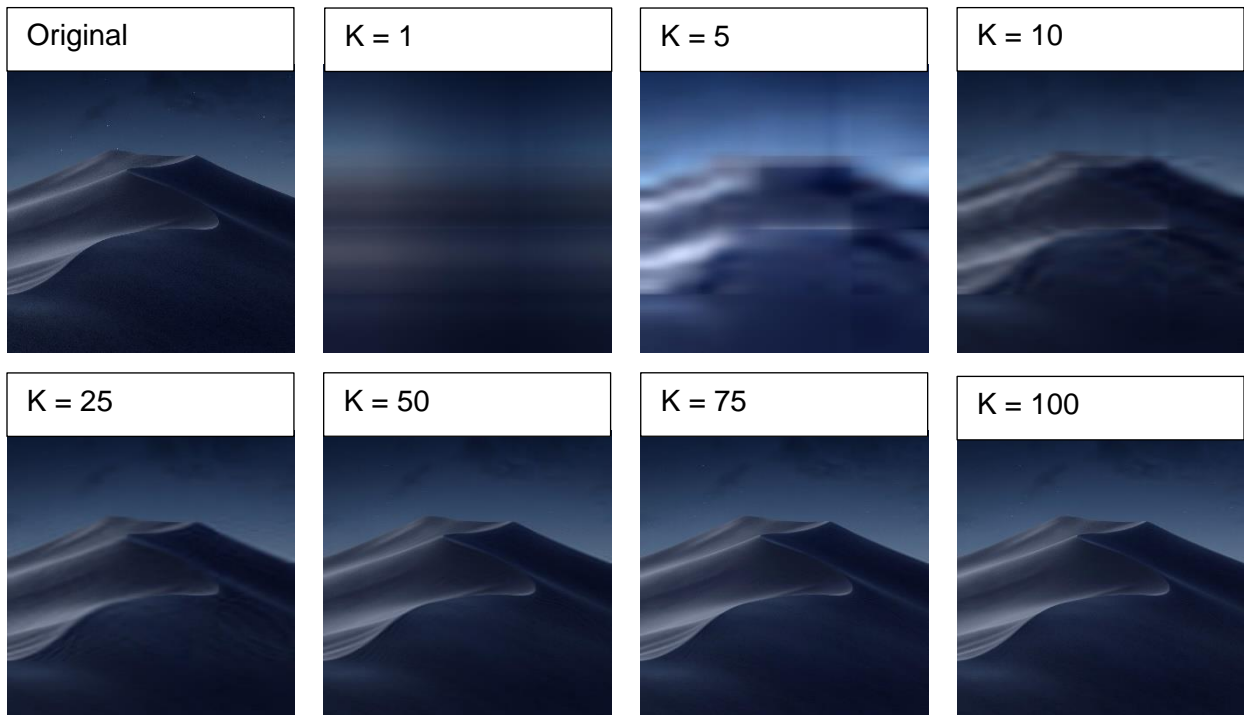 Original
K = 1
K = 5
K = 10
K = 25
K = 50
K = 75
K = 100